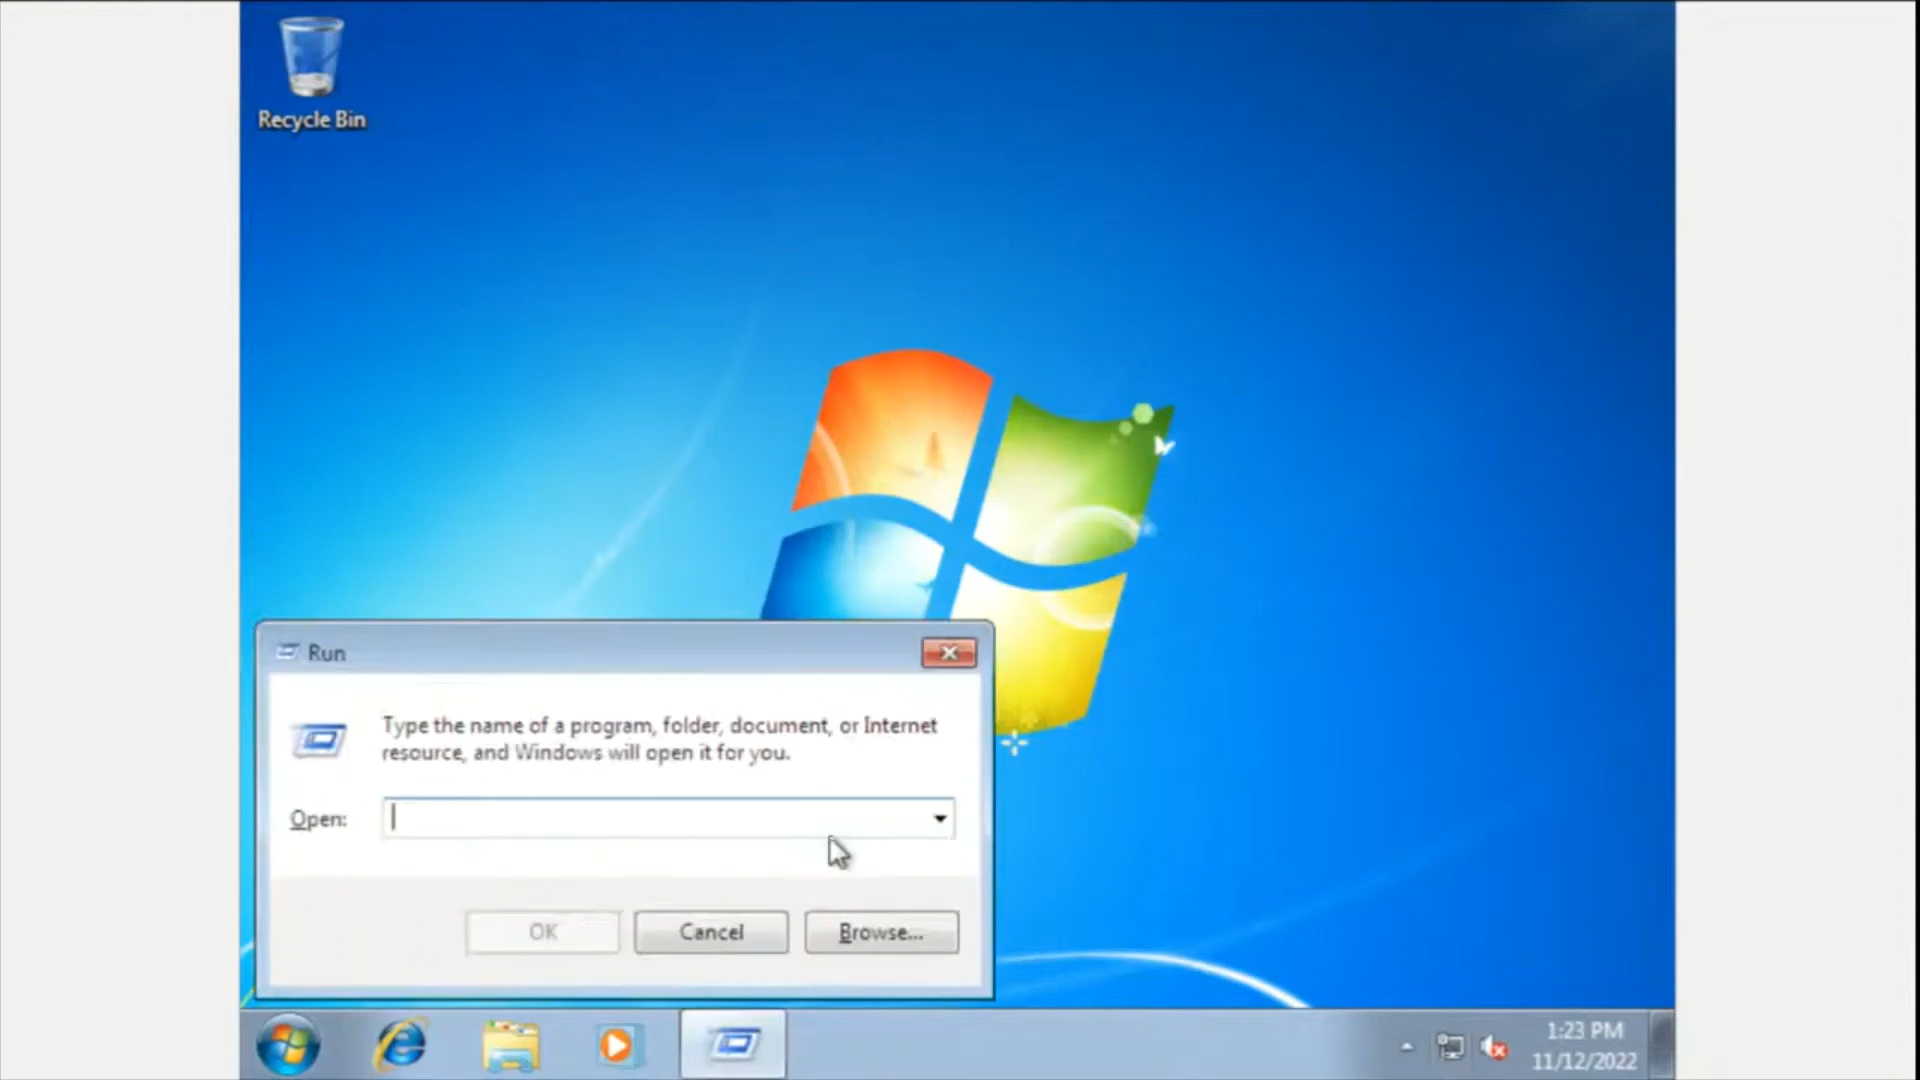 Recycle Bin
Run
Type the name of a program, folder, document, or Internet
resource, and Windows will open it for you.
Open:
OK
Cancel
Browse...
1:23 PM
11/12/2022